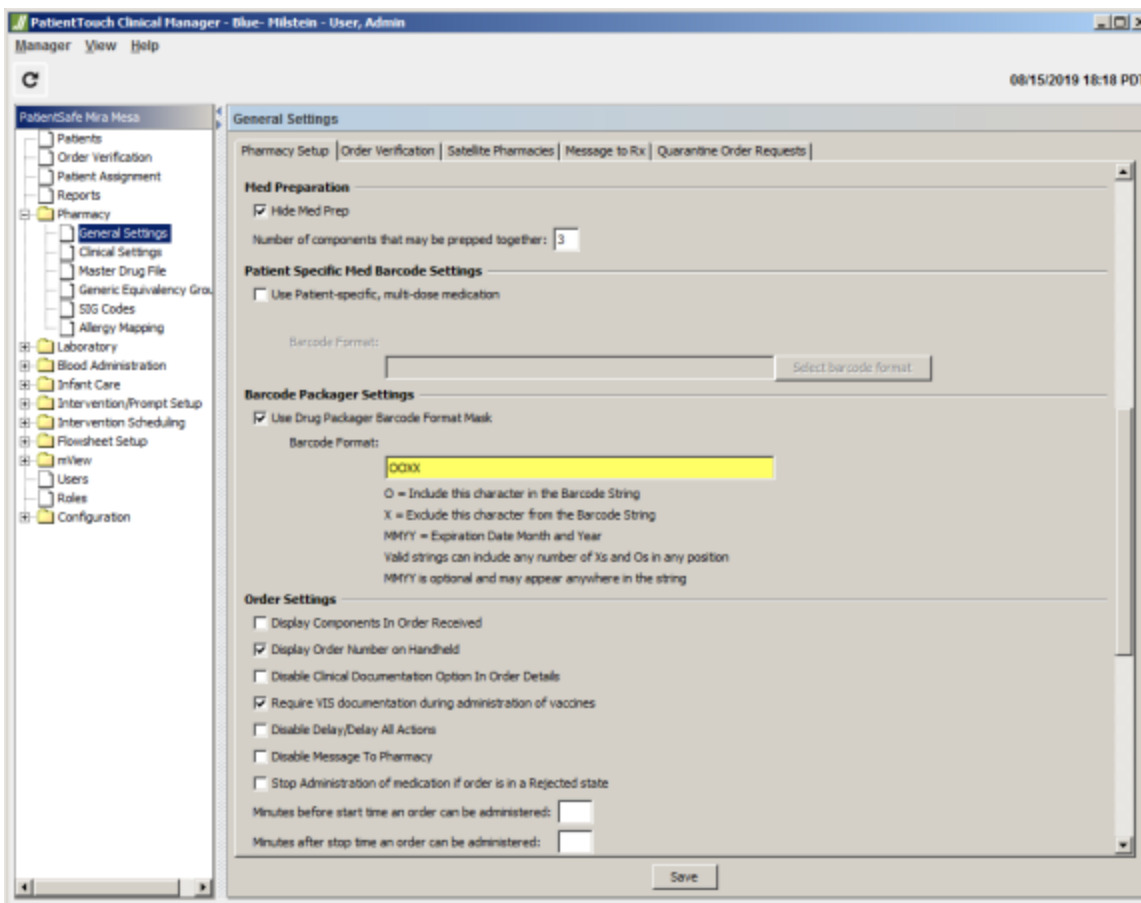 PatientTouch Clinical Manager - Blue- Milstein - User, Admin
Manager View Help
08/15/2019 18:18 PDT
PatientSafe Mira Mesa
Patients
Order Verification
Patient Assignment
Reports
Pharmacy
General Settings
Clinical Settings
Master Drug File
Generic Equivalency Grou
SIG Codes
Allergy Mapping
Laboratory
Blood Administration
Infant Care
Intervention/Prompt Setup
Intervention Scheduling
Flowsheet Setup
mView
Users
Roles
Configuration
General Settings
Pharmacy Setup Order Verification Satellite Pharmacies Message to Rx Quarantine Order Requests
Med Preparation
Hide Med Prep
Number of components that may be prepped together: 3
Patient Specific Med Barcode Settings
Use Patient-specific, multi-dose medication
Barcode Format:
Select barcode format
Barcode Packager Settings
Use Drug Packager Barcode Format Mask
Barcode Format:
OOXX
O = Include this character in the Barcode String
X = Exclude this character from the Barcode String
MMYY = Expiration Date Month and Year
Valid strings can include any number of Xs and Os in any position
MMYY is optional and may appear anywhere in the string
Order Settings
Display Components In Order Received
Display Order Number on Handheld
Disable Clinical Documentation Option In Order Details
Require VIS documentation during administration of vaccines
Disable Delay/Delay All Actions
Disable Message To Pharmacy
Stop Administration of medication if order is in a Rejected state
Minutes before start time an order can be administered:
Minutes after stop time an order can be administered:
Save